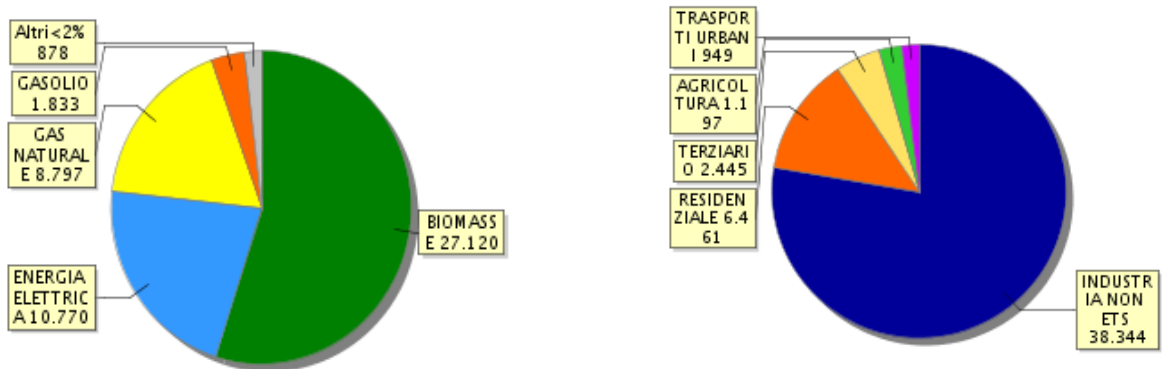 Altri<2%
878
GASOLIO
1.833
GAS
NATURAL
E 8.797
ENERGIA
ELETTRIC
A 10.770
BIOMASS
E 27.120
TRASPOR
TI URBAN
I 949
AGRICOL
TURA 1.1
97
TERZIARI
O 2.445
RESIDEN
ZIALE 6.4
61
INDUSTR
IA NON
ETS
38.344